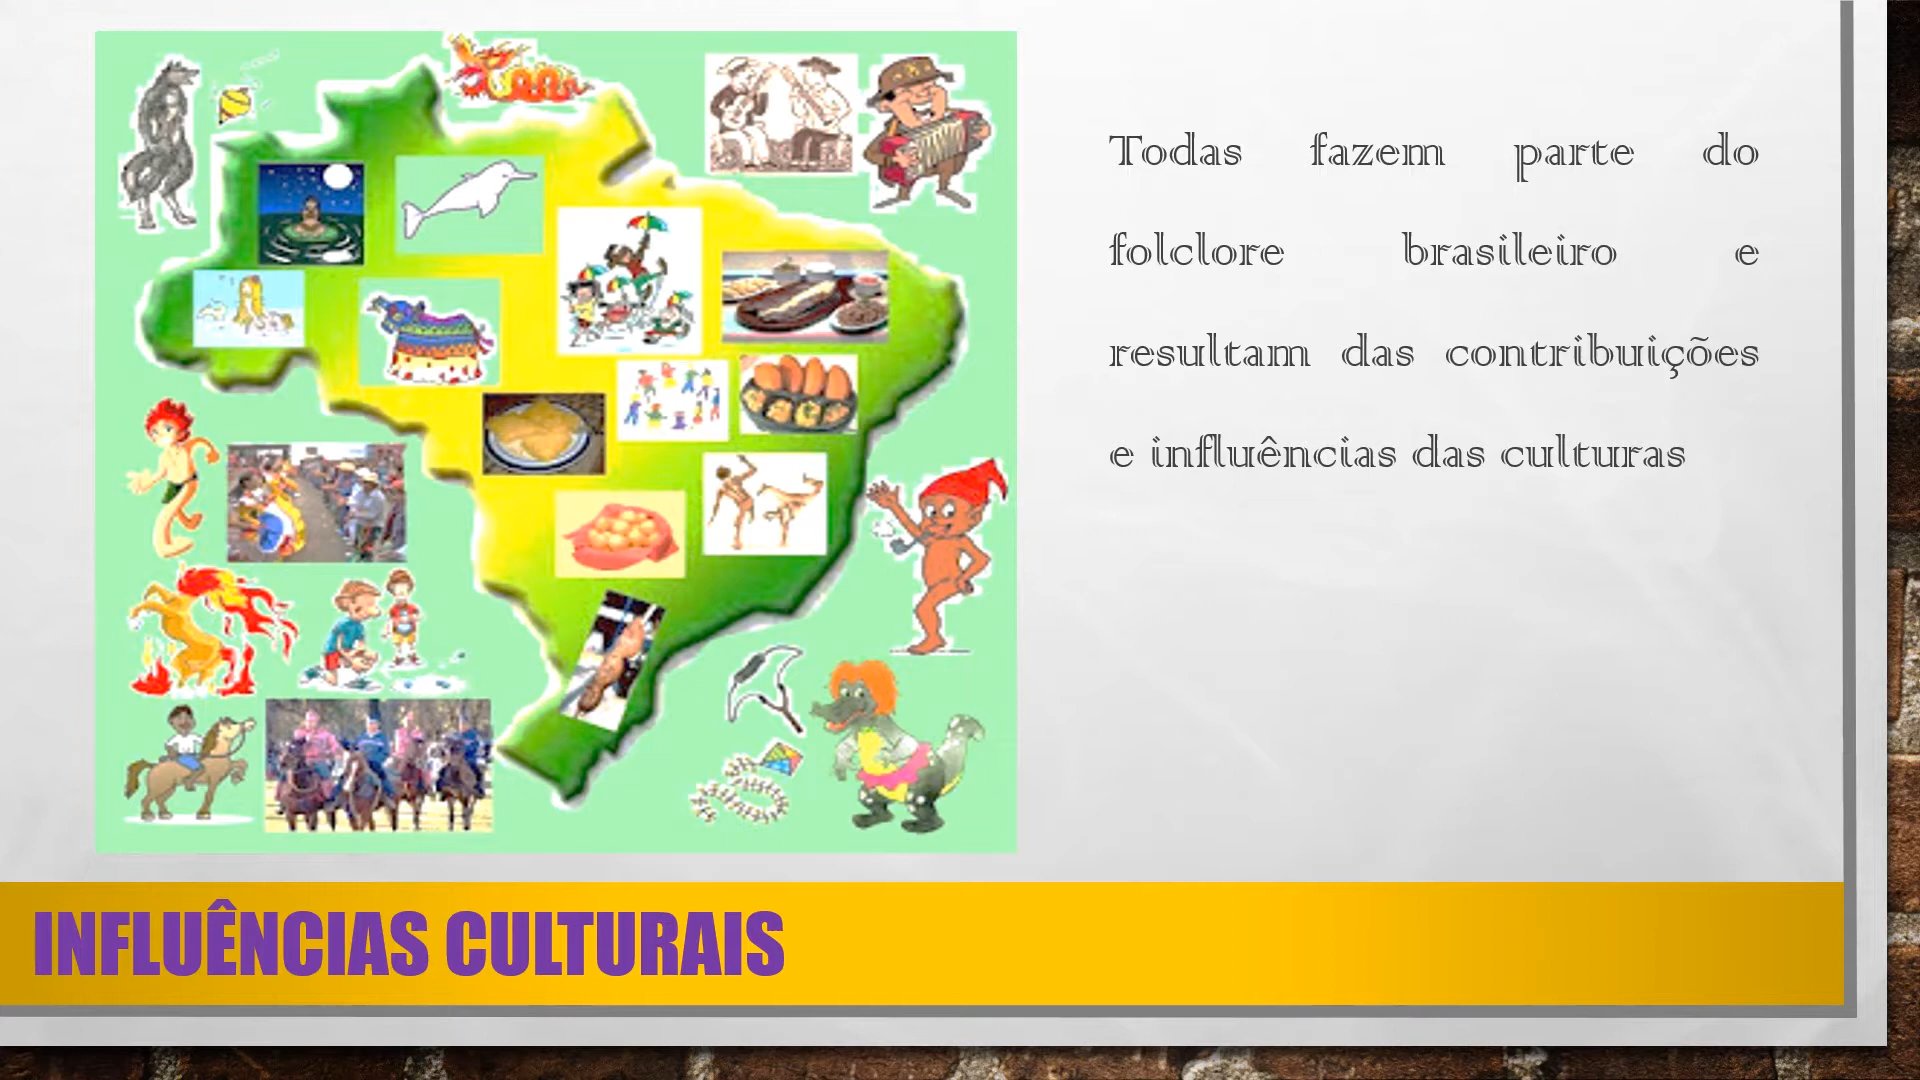 Todas fazem parte do
folclore brasileiro e
resultam das contribuições
e influências das culturas
INFLUÊNCIAS CULTURAIS